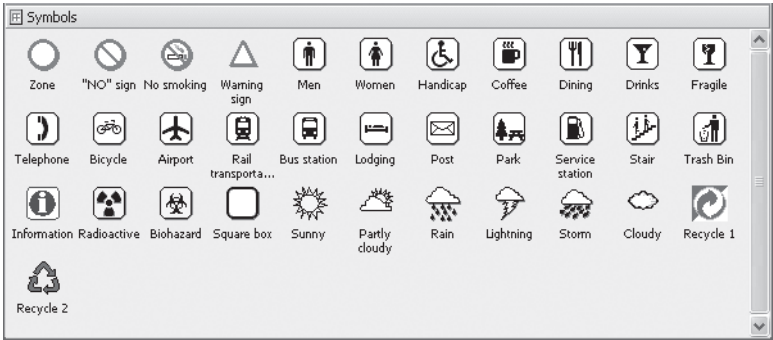 Symbols
Zone "NO" sign No smoking Warning sign Men Women Handicap Coffee Dining Drinks Fragile
Telephone Bicycle Airport Rail transporta... Bus station Lodging Post Park Service station Stair Trash Bin
Information Radioactive Biohazard Square box Sunny Partly cloudy Rain Lightning Storm Cloudy Recycle 1
Recycle 2